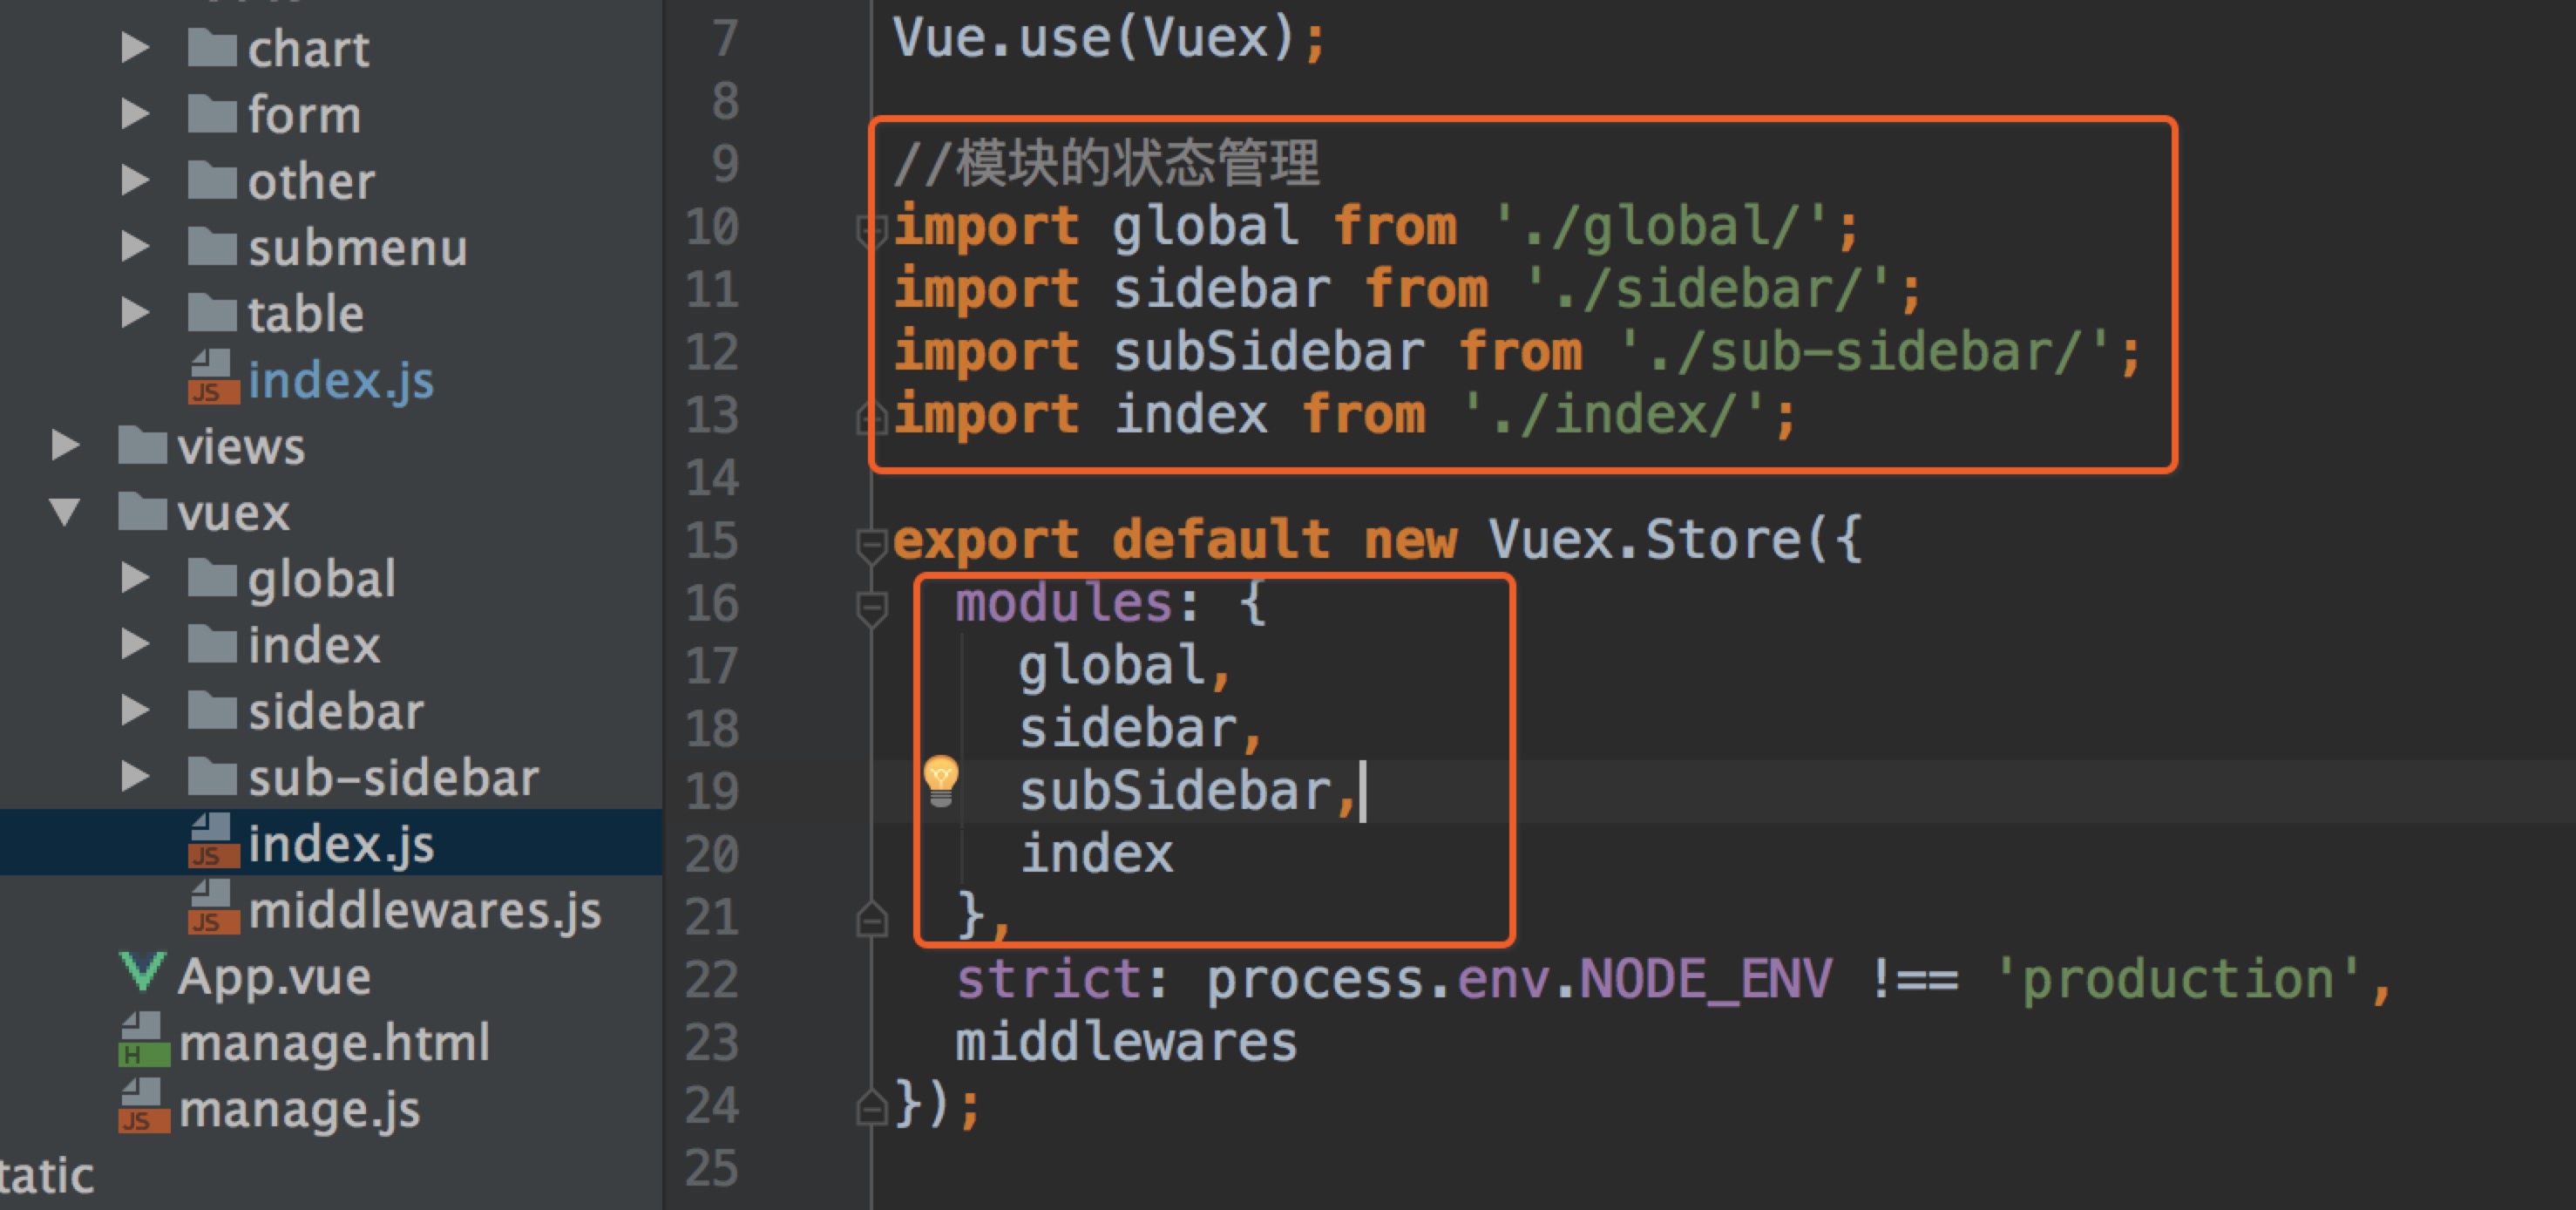 chart
form
other
submenu
table
JS index.js
views
vuex
global
index
sidebar
sub-sidebar
JS index.js
JS middlewares.js
App.vue
H manage.html
JS manage.js
tatic
7 Vue.use(Vuex);
8
9 //模块的状态管理
10 import global from './global/';
11 import sidebar from './sidebar/';
12 import subSidebar from './sub-sidebar/';
13 import index from './index/';
14
15 export default new Vuex.Store({
16 modules: {
17 global,
18 sidebar,
19 subSidebar,
20 index
21 },
22 strict: process.env.NODE_ENV !== 'production',
23 middlewares
24 });
25